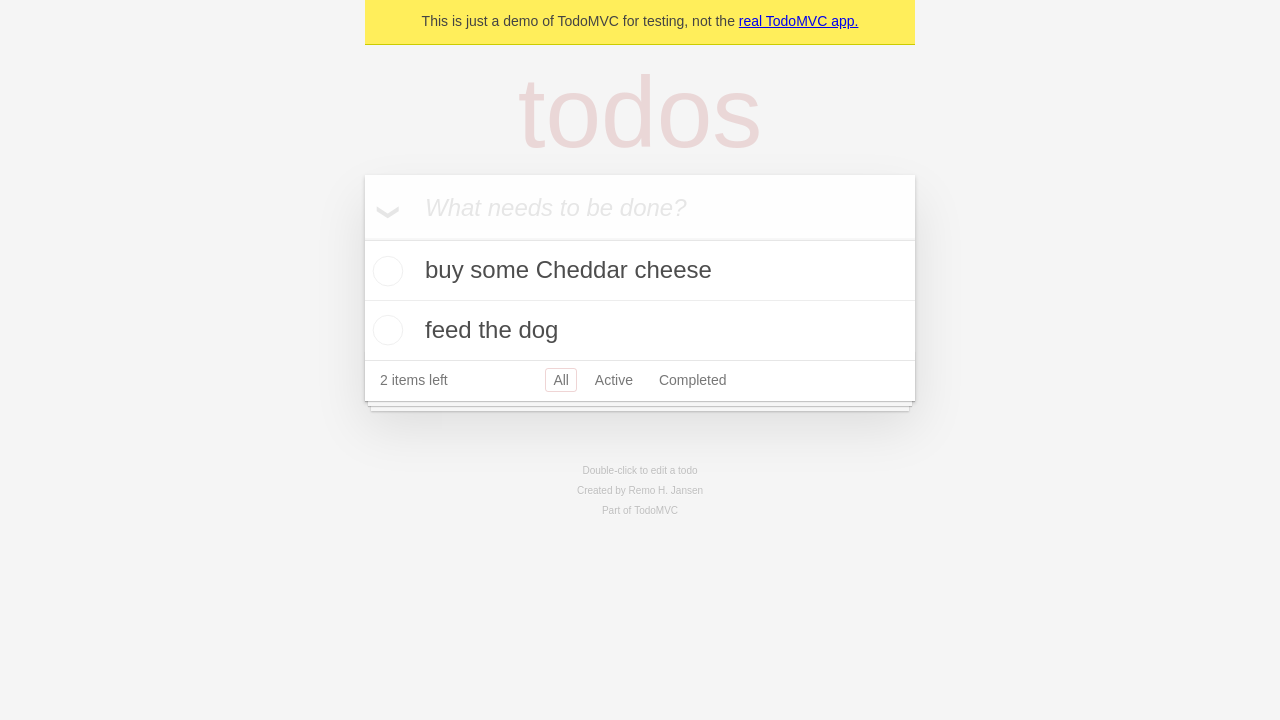 This is just a demo of TodoMVC for testing, not the real TodoMVC app.
todos
What needs to be done?
buy some Cheddar cheese
feed the dog
2 items left All Active Completed
Double-click to edit a todo
Created by Remo H. Jansen
Part of TodoMVC